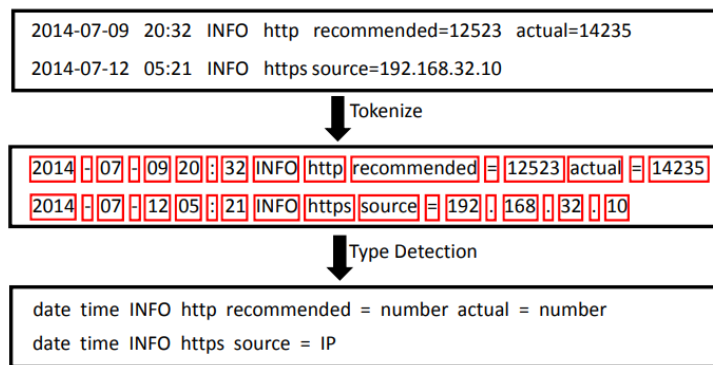 2014-07-09 20:32 INFO http recommended=12523 actual=14235
2014-07-12 05:21 INFO https source=192.168.32.10
Tokenize
2014 - 07 - 09 20 : 32 INFO http recommended = 12523 actual = 14235
2014 - 07 - 12 05 : 21 INFO https source = 192 . 168 . 32 . 10
Type Detection
date time INFO http recommended = number actual = number
date time INFO https source = IP